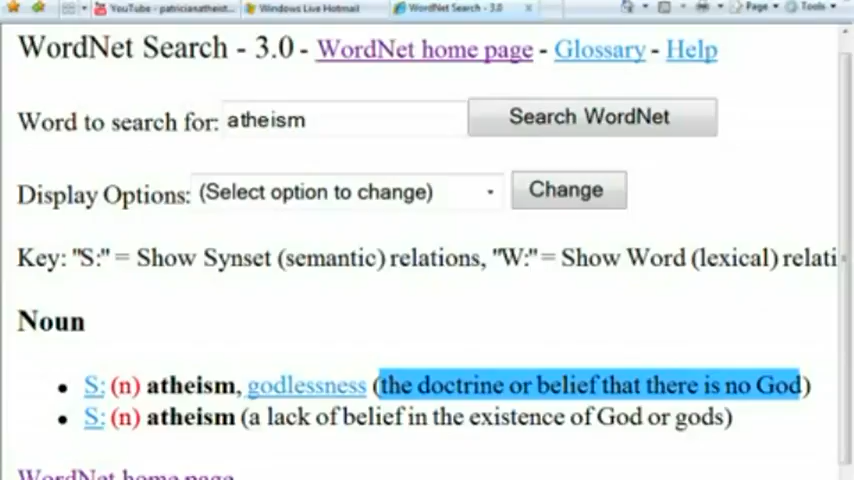 YouTube - patricianatheist... Windows Live Hotmail WordNet Search - 3.0 Page Tools
WordNet Search - 3.0 - WordNet home page - Glossary - Help
Word to search for: atheism Search WordNet
Display Options: (Select option to change) Change
Key: "S:" = Show Synset (semantic) relations, "W:" = Show Word (lexical) relati
Noun
• S: (n) atheism, godlessness (the doctrine or belief that there is no God)
• S: (n) atheism (a lack of belief in the existence of God or gods)
WordNet home page